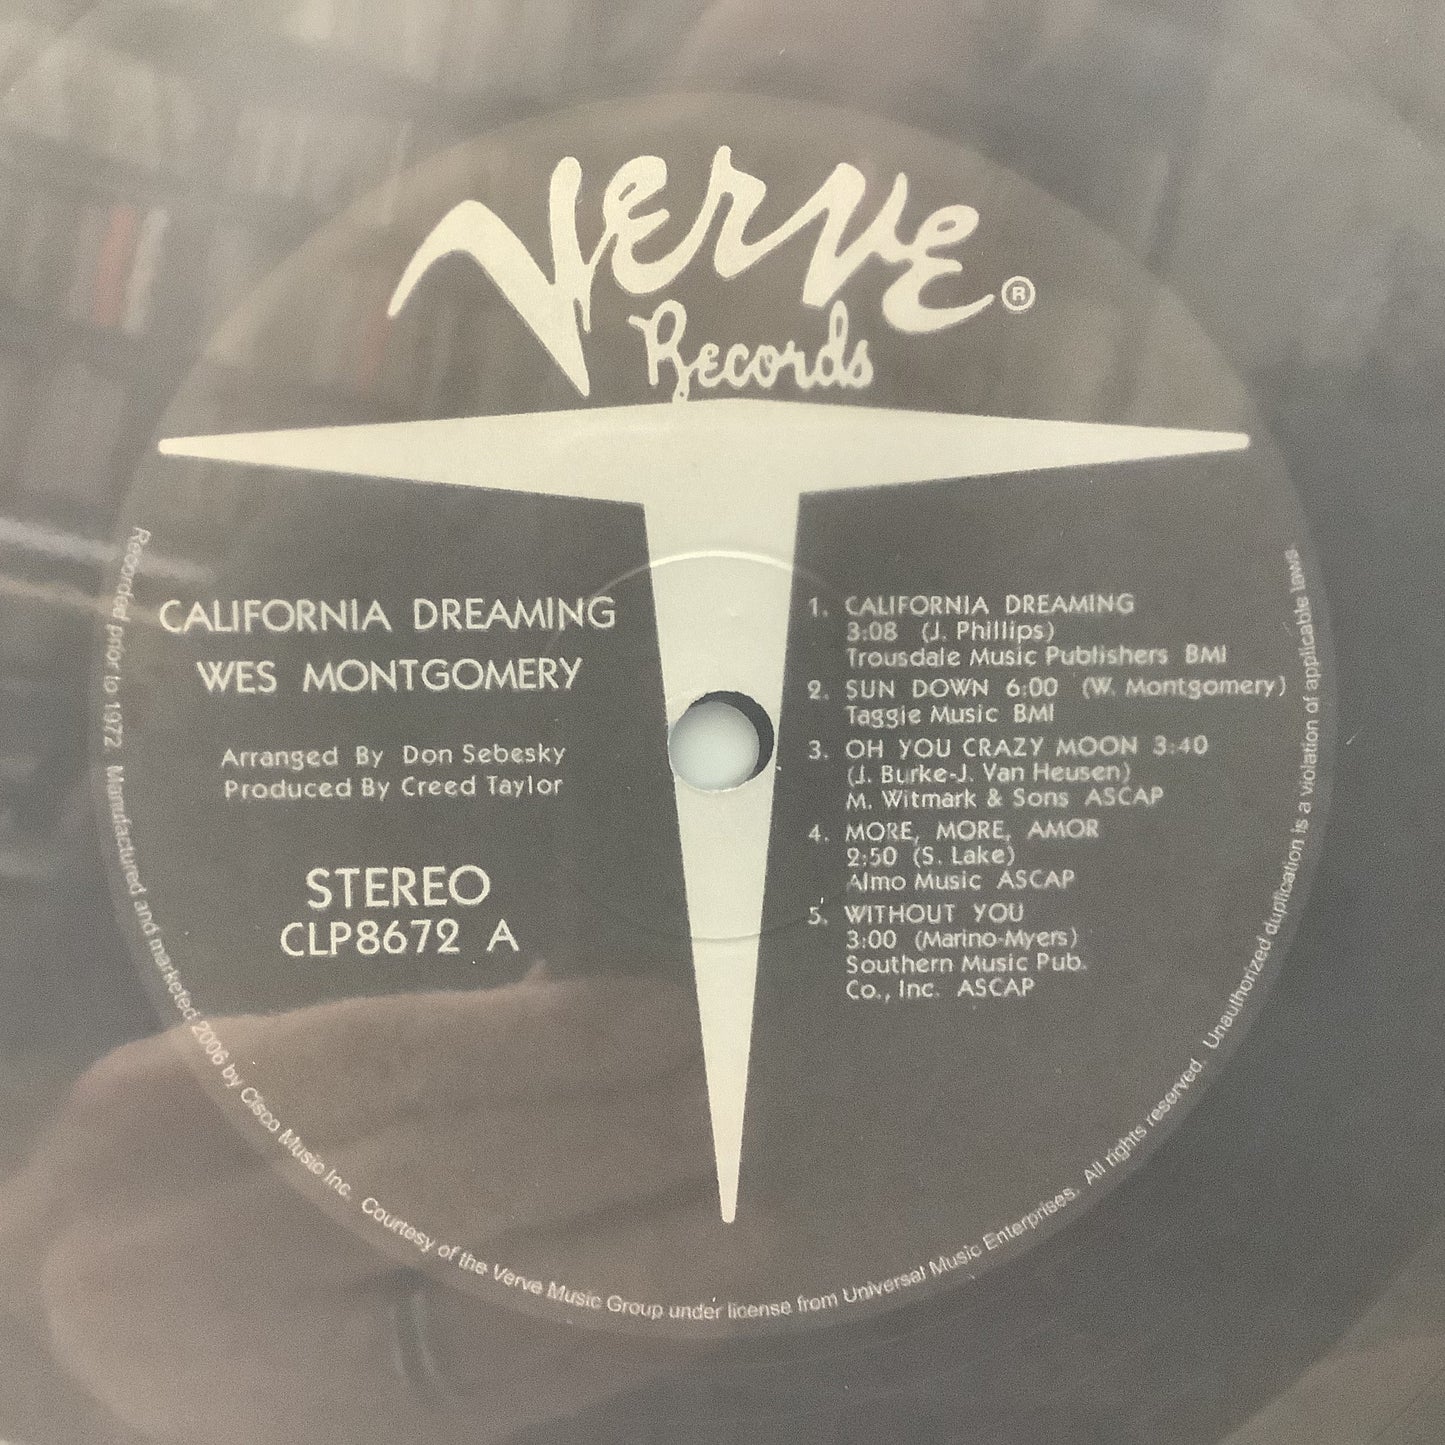 Verve ®
Records
CALIFORNIA DREAMING
WES MONTGOMERY
Arranged By Don Sebesky
Produced By Creed Taylor
STEREO
CLP8672 A
1. CALIFORNIA DREAMING
3:08 (J. Phillips)
Trousdale Music Publishers BMI
2. SUN DOWN 6:00 (W. Montgomery)
Taggie Music BMI
3. OH YOU CRAZY MOON 3:40
(J. Burke-J. Van Heusen)
M. Witmark & Sons ASCAP
4. MORE, MORE, AMOR
2:50 (S. Lake)
Almo Music ASCAP
5. WITHOUT YOU
3:00 (Marino-Myers)
Southern Music Pub.
Co., Inc. ASCAP
Recorded prior to 1972 Manufactured and marketed 2006 by Cisco Music Inc. Courtesy of the Verve Music Group under license from Universal Music Enterprises. All rights reserved. Unauthorized duplication is a violation of applicable laws.